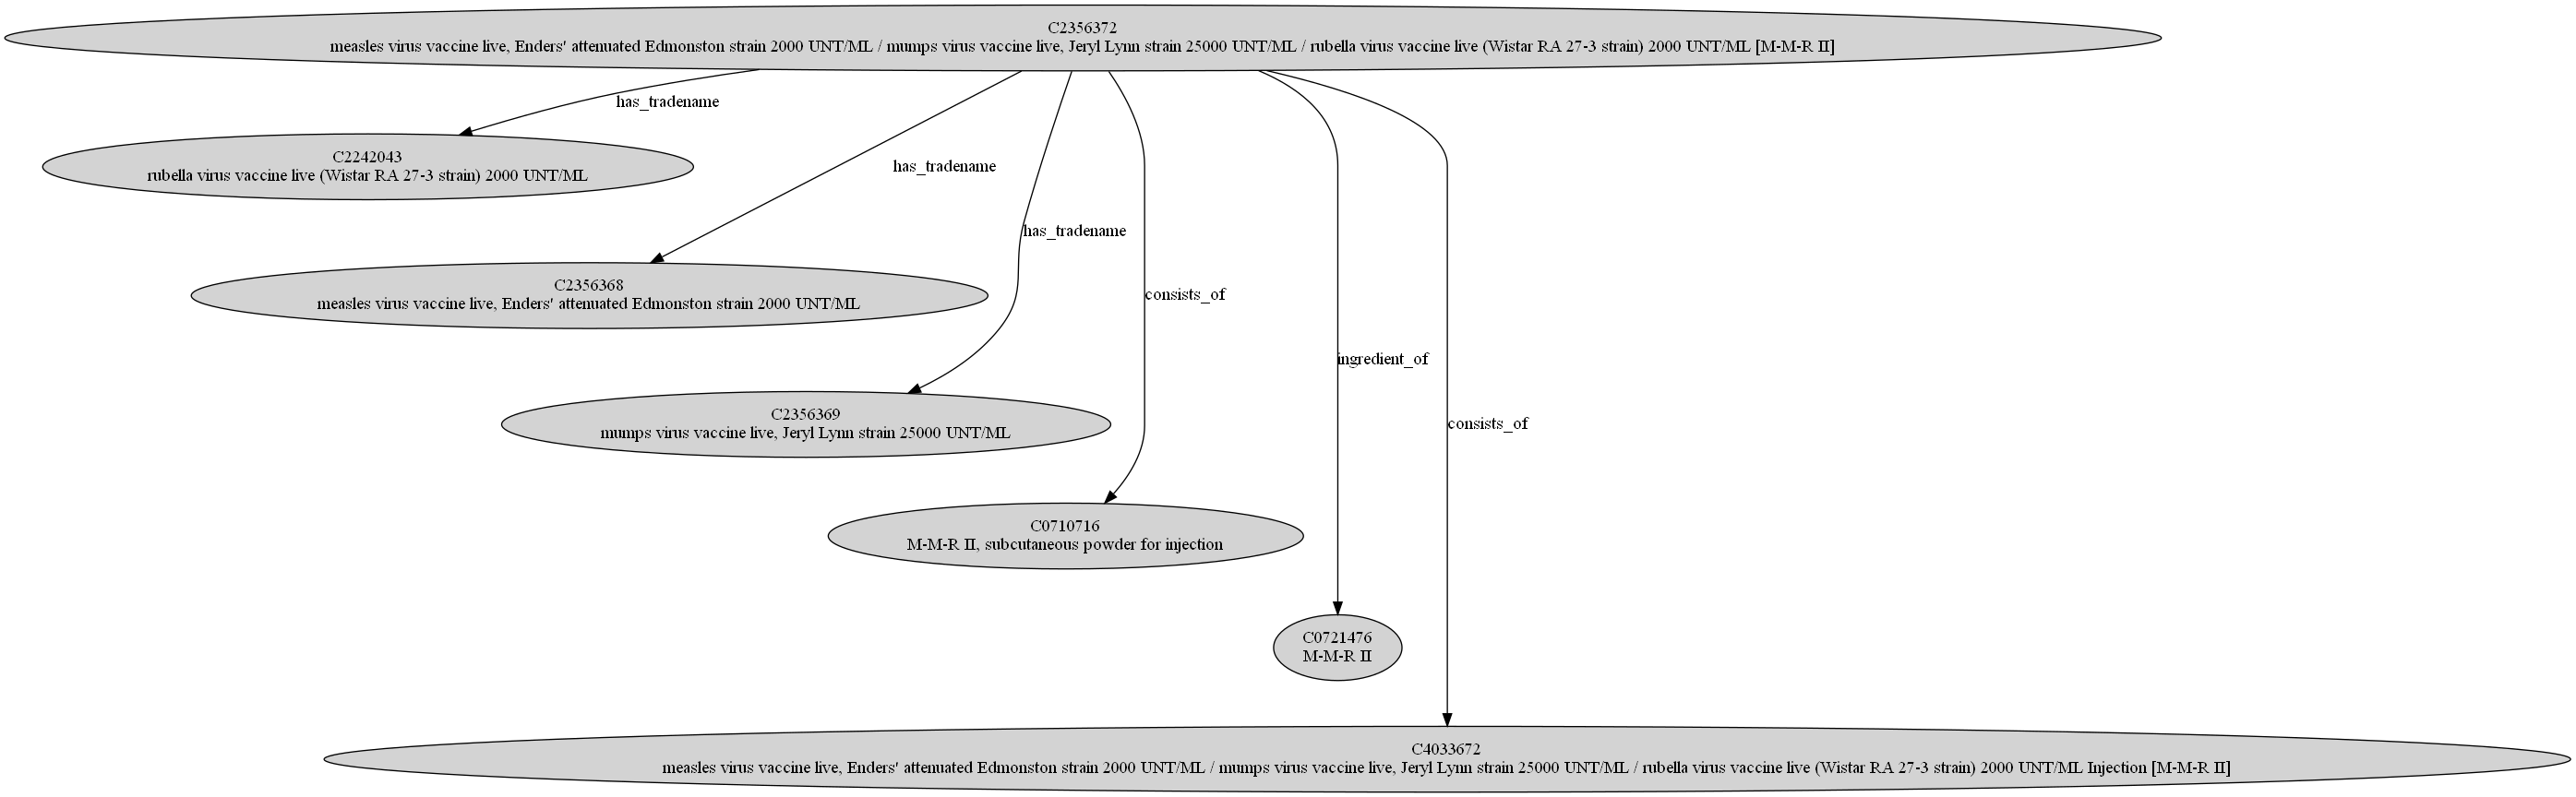 C2356372
measles virus vaccine live, Enders' attenuated Edmonston strain 2000 UNT/ML / mumps virus vaccine live, Jeryl Lynn strain 25000 UNT/ML / rubella virus vaccine live (Wistar RA 27-3 strain) 2000 UNT/ML [M-M-R II]
has_tradename
C2242043
rubella virus vaccine live (Wistar RA 27-3 strain) 2000 UNT/ML
has_tradename
has_tradename
C2356368
measles virus vaccine live, Enders' attenuated Edmonston strain 2000 UNT/ML
consists_of
ingredient_of
C2356369
mumps virus vaccine live, Jeryl Lynn strain 25000 UNT/ML
consists_of
C0710716
M-M-R II, subcutaneous powder for injection
C0721476
M-M-R II
C4033672
measles virus vaccine live, Enders' attenuated Edmonston strain 2000 UNT/ML / mumps virus vaccine live, Jeryl Lynn strain 25000 UNT/ML / rubella virus vaccine live (Wistar RA 27-3 strain) 2000 UNT/ML Injection [M-M-R II]